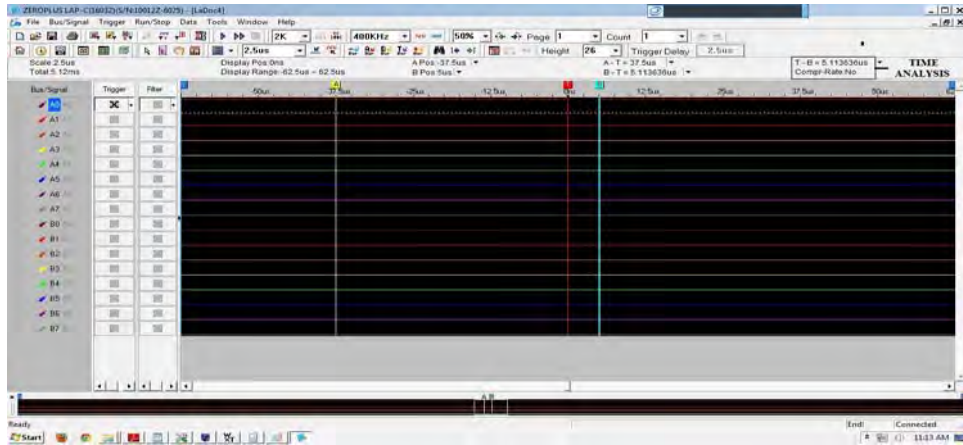 ZEROPLUS LAP-C(16032)(S/N:10012Z-6029) - [LaDoc4]
File Bus/Signal Trigger Run/Stop Data Tools Window Help
2K 400KHz 50% Page 1 Count 1
2.5us Height 26 Trigger Delay 2.5us
Scale:2.5us Display Pos:0ns A Pos:-37.5us A - T = 37.5us T - B = 5.113636us TIME
Total:5.12ms Display Range:-62.5us ~ 62.5us B Pos:5us B - T = 5.113636us Compr-Rate:No ANALYSIS
Bus/Signal Trigger Filter
-50us -37.5us -25us -12.5us 0ns 12.5us 25us 37.5us 50us
A0
A1
A2
A3
A4
A5
A6
A7
B0
B1
B2
B3
B4
B5
B6
B7
A B
Ready End! Connected
Start 11:13 AM